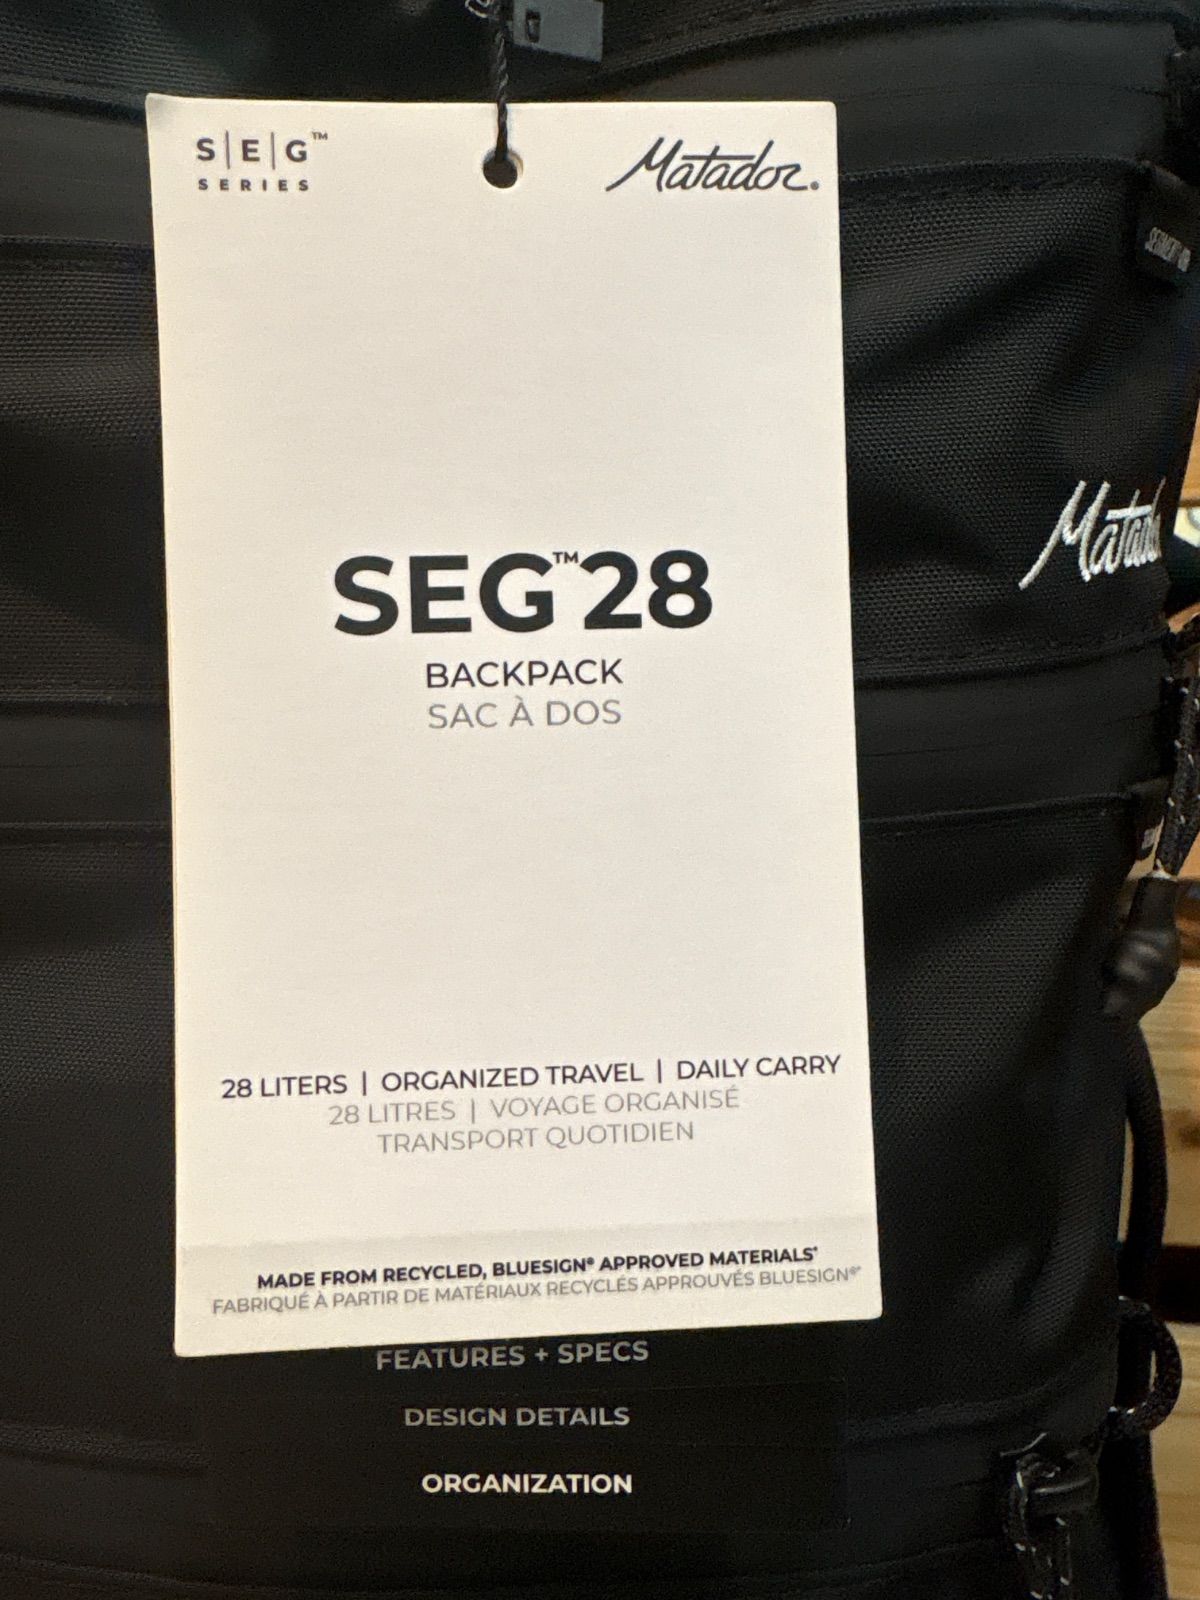 S|E|G™
SERIES
Matador.
SEG™28
BACKPACK
SAC À DOS
28 LITERS | ORGANIZED TRAVEL | DAILY CARRY
28 LITRES | VOYAGE ORGANISÉ
TRANSPORT QUOTIDIEN
MADE FROM RECYCLED, BLUESIGN® APPROVED MATERIALS*
FABRIQUÉ À PARTIR DE MATÉRIAUX RECYCLÉS APPROUVÉS BLUESIGN®*
FEATURES + SPECS
DESIGN DETAILS
ORGANIZATION
Matador